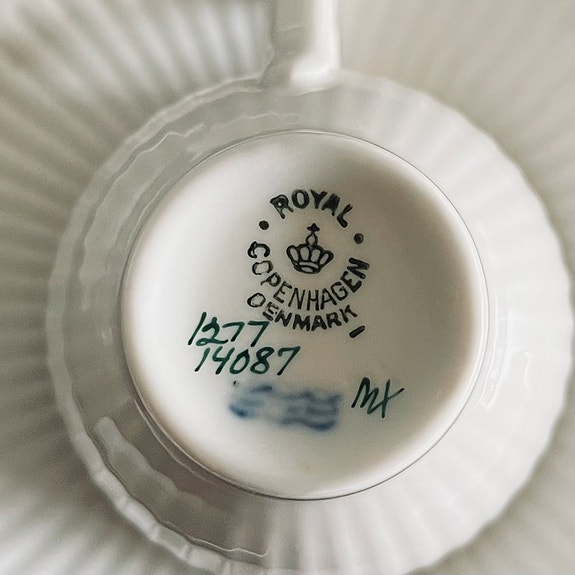 ROYAL
COPENHAGEN
DENMARK
1277
14087
MX